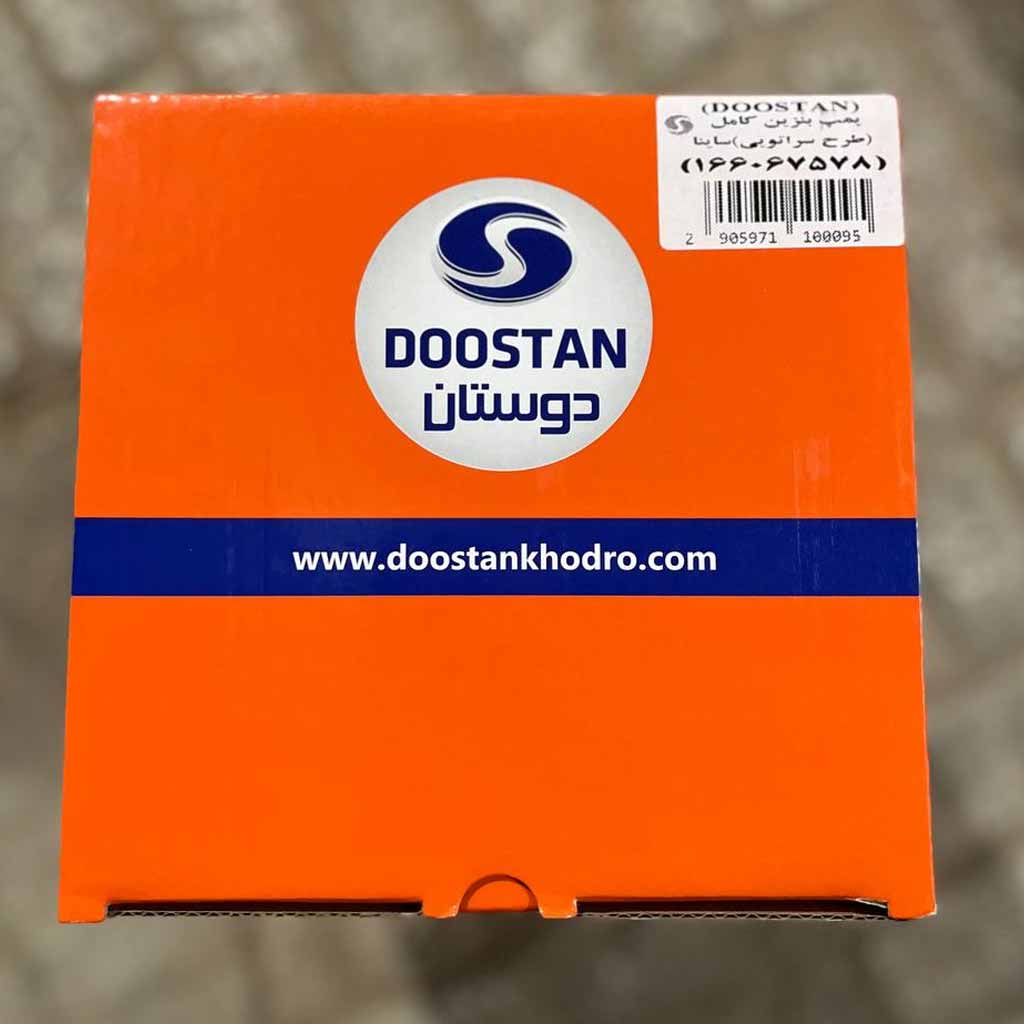 (DOOSTAN)
پمپ بنزین کامل
(طرح سراتویی)ساینا
(۱۶۶۰۶۷۵۷۸)
2 905971 100095
DOOSTAN
دوستان
www.doostankhodro.com